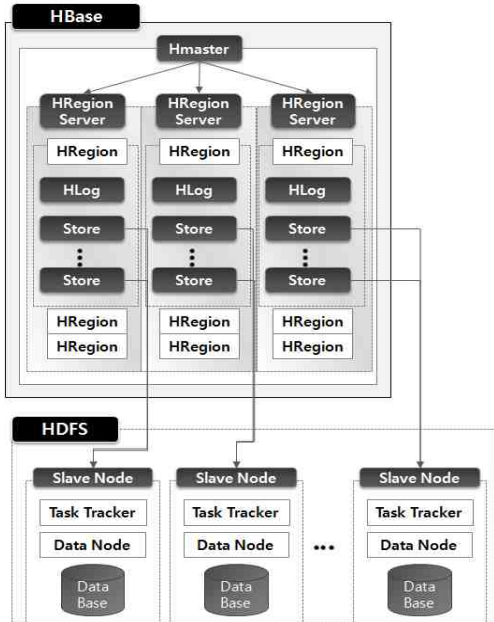 HBase
Hmaster
HRegion
Server
HRegion
Server
HRegion
Server
HRegion
HRegion
HRegion
HLog
HLog
HLog
Store
Store
Store
Store
Store
Store
HRegion
HRegion
HRegion
HRegion
HRegion
HRegion
HDFS
Slave Node
Slave Node
Slave Node
Task Tracker
Task Tracker
Task Tracker
Data Node
Data Node
Data Node
Data
Base
Data
Base
Data
Base